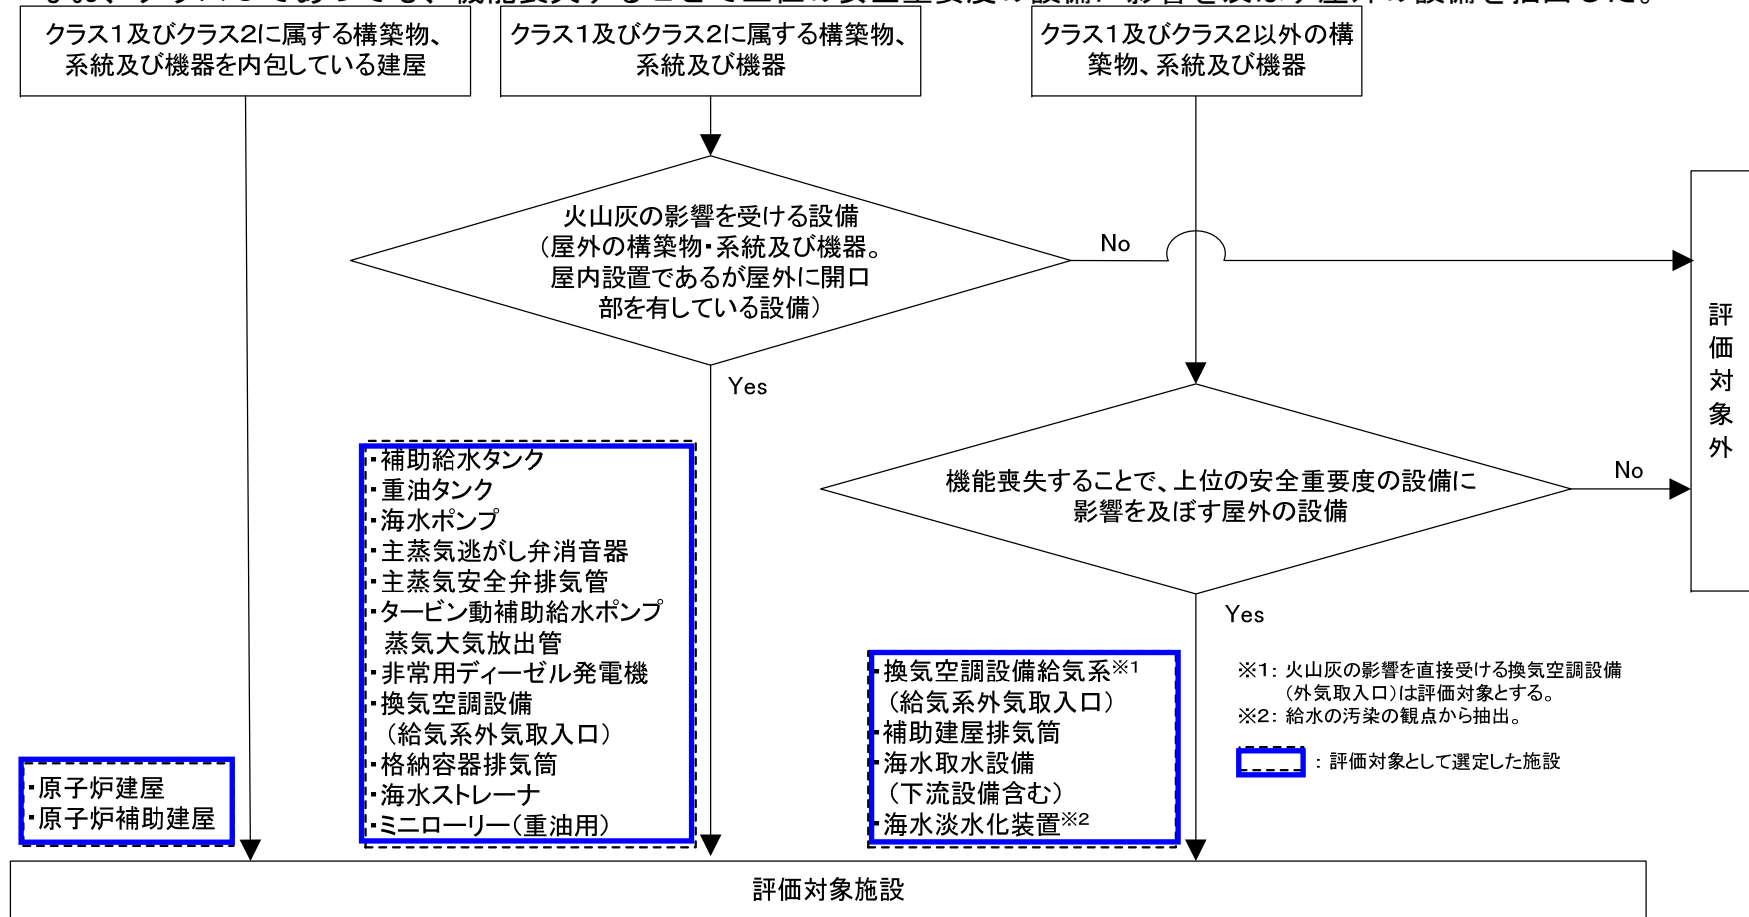 クラス1及びクラス2に属する構築物、
系統及び機器を内包している建屋
クラス1及びクラス2に属する構築物、
系統及び機器
クラス1及びクラス2以外の構
築物、系統及び機器
火山灰の影響を受ける設備
(屋外の構築物・系統及び機器。
屋内設置であるが屋外に開口
部を有している設備)
No
Yes
評価対象外
機能喪失することで、上位の安全重要度の設備に
影響を及ぼす屋外の設備
No
Yes
・補助給水タンク
・重油タンク
・海水ポンプ
・主蒸気逃がし弁消音器
・主蒸気安全弁排気管
・タービン動補助給水ポンプ
蒸気大気放出管
・非常用ディーゼル発電機
・換気空調設備
(給気系外気取入口)
・格納容器排気筒
・海水ストレーナ
・ミニローリー(重油用)
・換気空調設備給気系※1
(給気系外気取入口)
・補助建屋排気筒
・海水取水設備
(下流設備含む)
・海水淡水化装置※2
※1: 火山灰の影響を直接受ける換気空調設備
(外気取入口)は評価対象とする。
※2: 給水の汚染の観点から抽出。
: 評価対象として選定した施設
・原子炉建屋
・原子炉補助建屋
評価対象施設